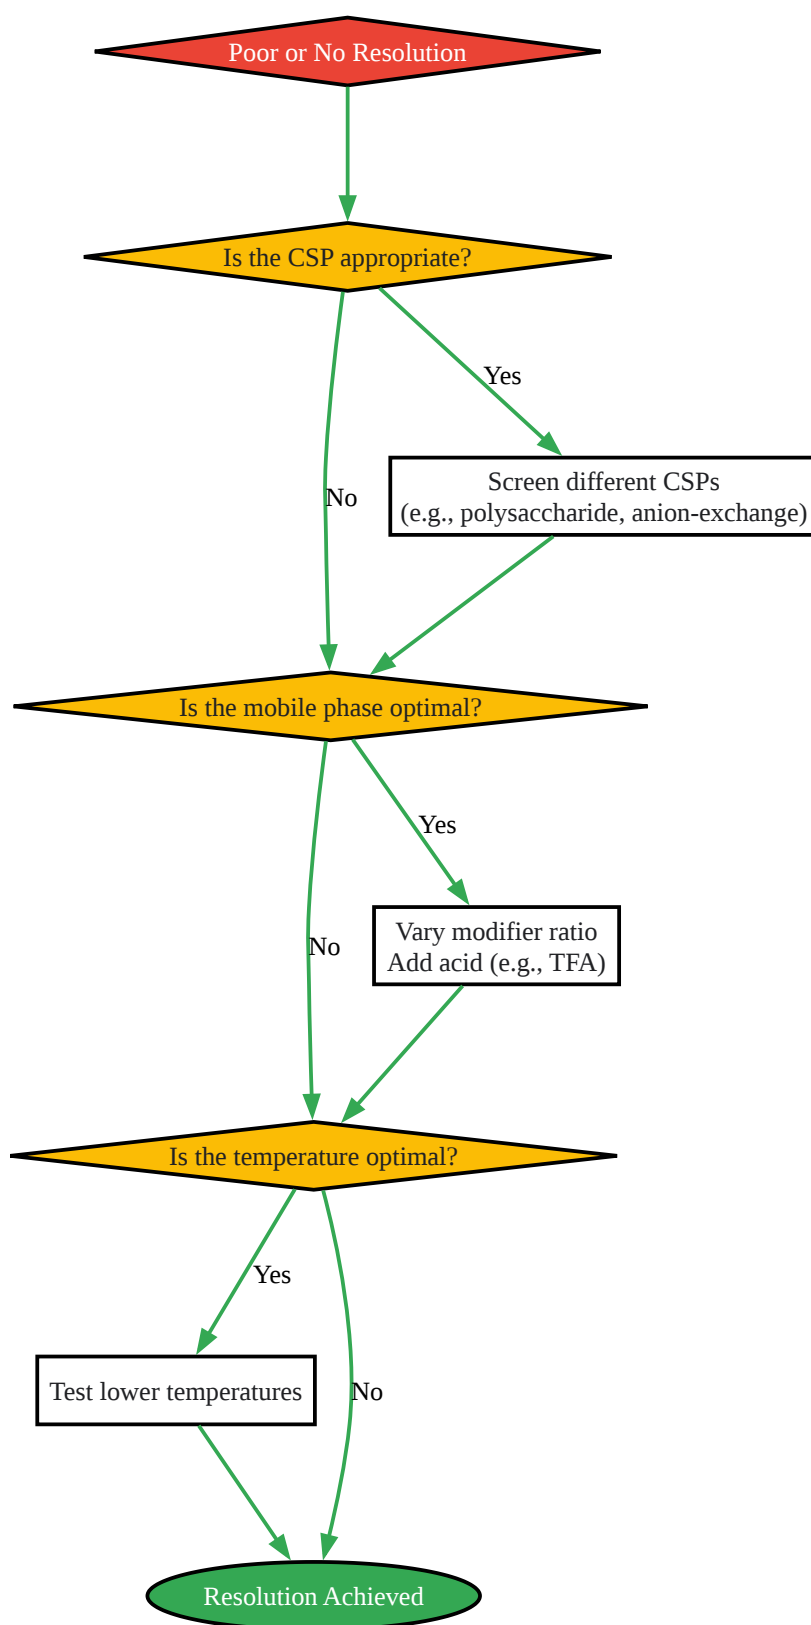 Poor or No Resolution
Is the CSP appropriate?
Yes
Screen different CSPs
(e.g., polysaccharide, anion-exchange)
No
Is the mobile phase optimal?
Yes
Vary modifier ratio
Add acid (e.g., TFA)
No
Is the temperature optimal?
Yes
Test lower temperatures
No
Resolution Achieved